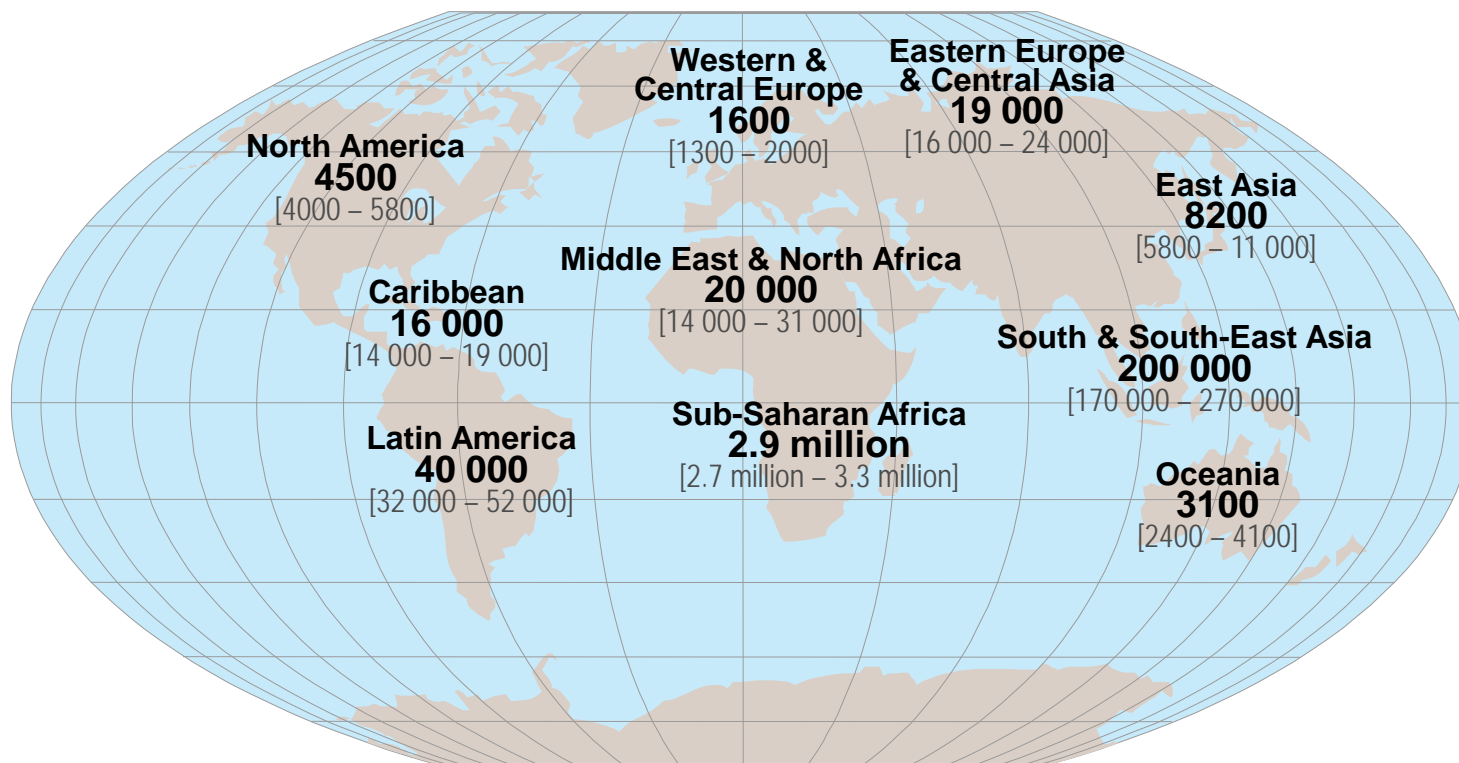 Western &
Central Europe
1600
[1300 – 2000]
Eastern Europe
& Central Asia
19 000
[16 000 – 24 000]
North America
4500
[4000 – 5800]
East Asia
8200
[5800 – 11 000]
Middle East & North Africa
20 000
[14 000 – 31 000]
Caribbean
16 000
[14 000 – 19 000]
South & South-East Asia
200 000
[170 000 – 270 000]
Sub-Saharan Africa
2.9 million
[2.7 million – 3.3 million]
Latin America
40 000
[32 000 – 52 000]
Oceania
3100
[2400 – 4100]